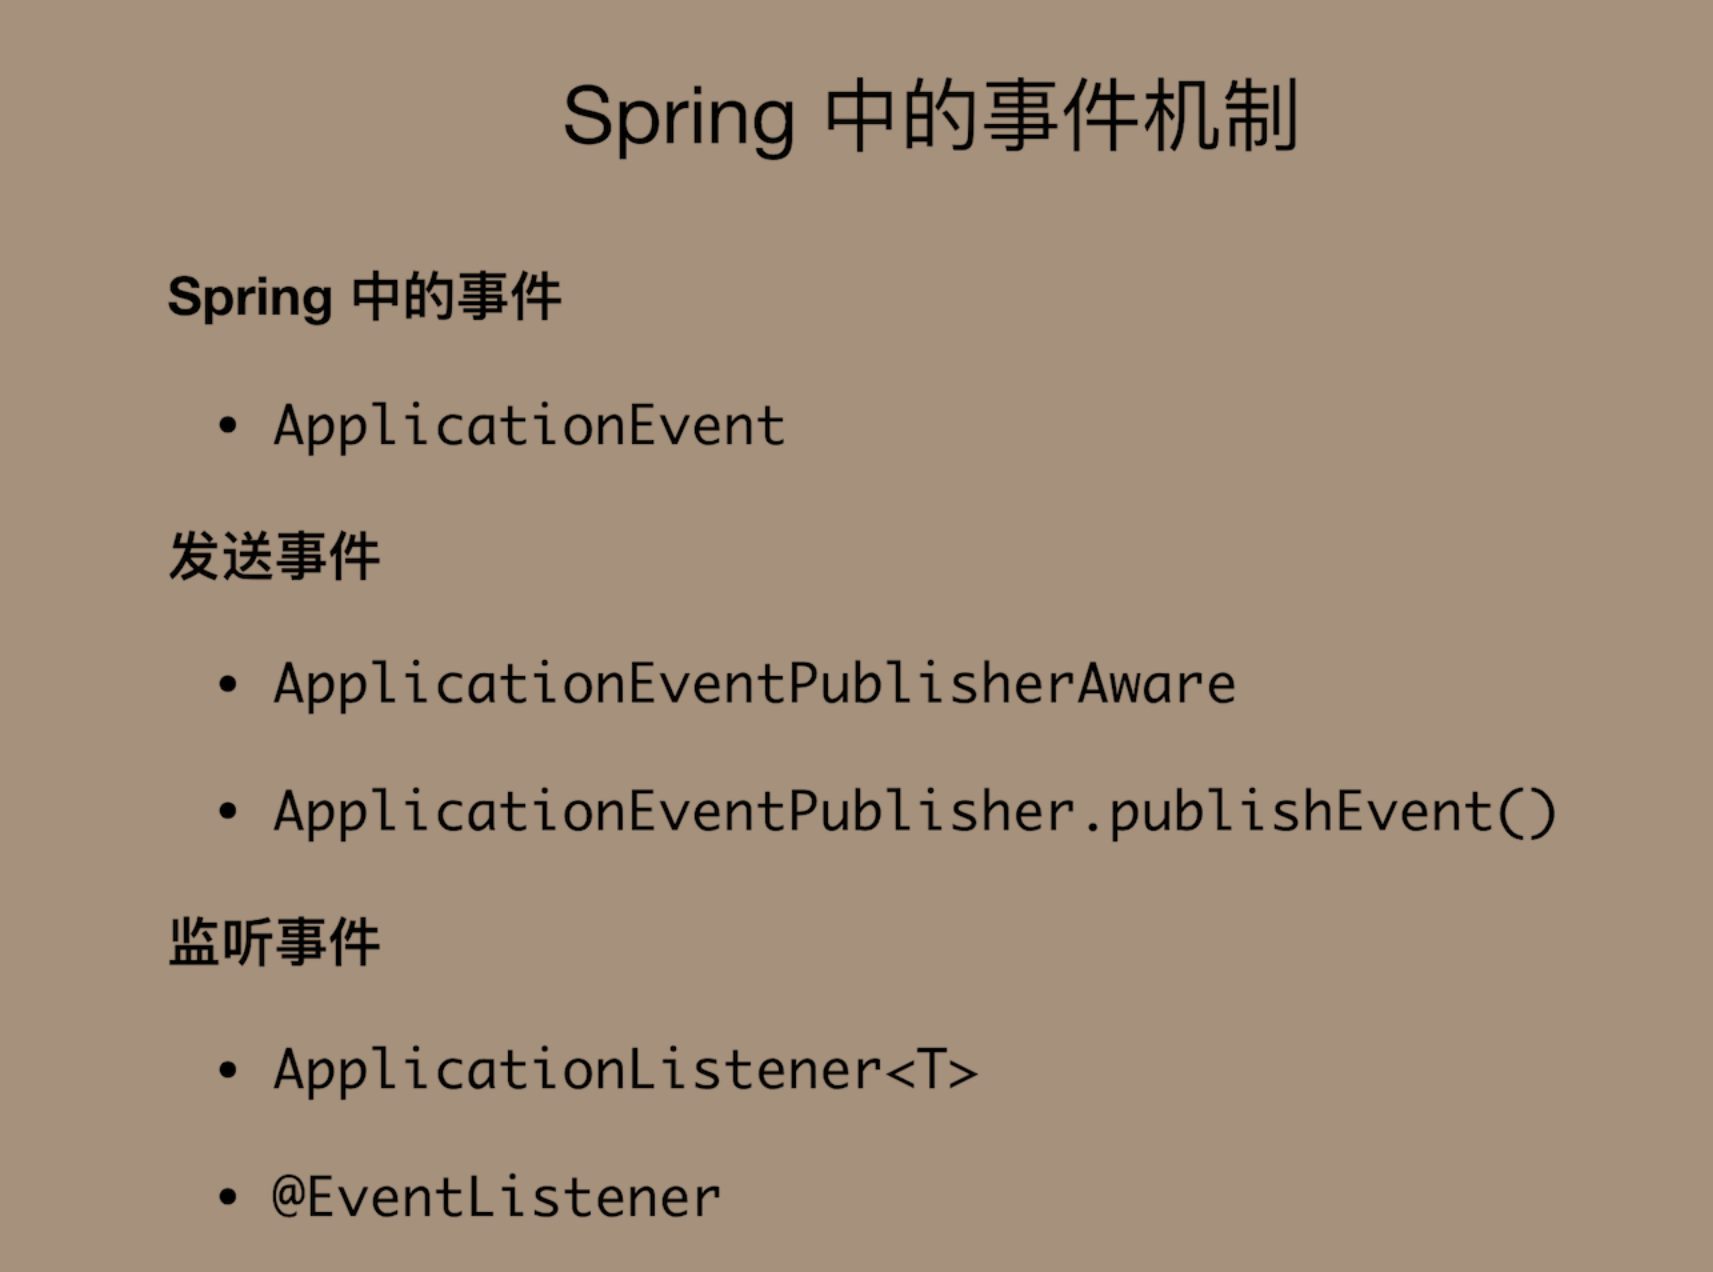 Spring 中的事件机制
Spring 中的事件
• ApplicationEvent
发送事件
• ApplicationEventPublisherAware
• ApplicationEventPublisher.publishEvent()
监听事件
• ApplicationListener<T>
• @EventListener